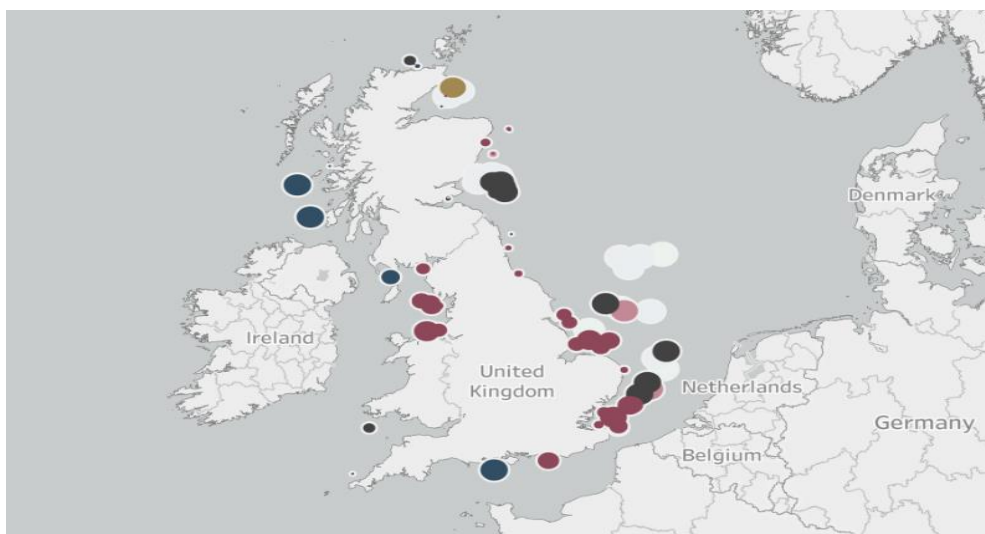 Denmark
Ireland
United
Kingdom
Netherlands
Germany
Belgium